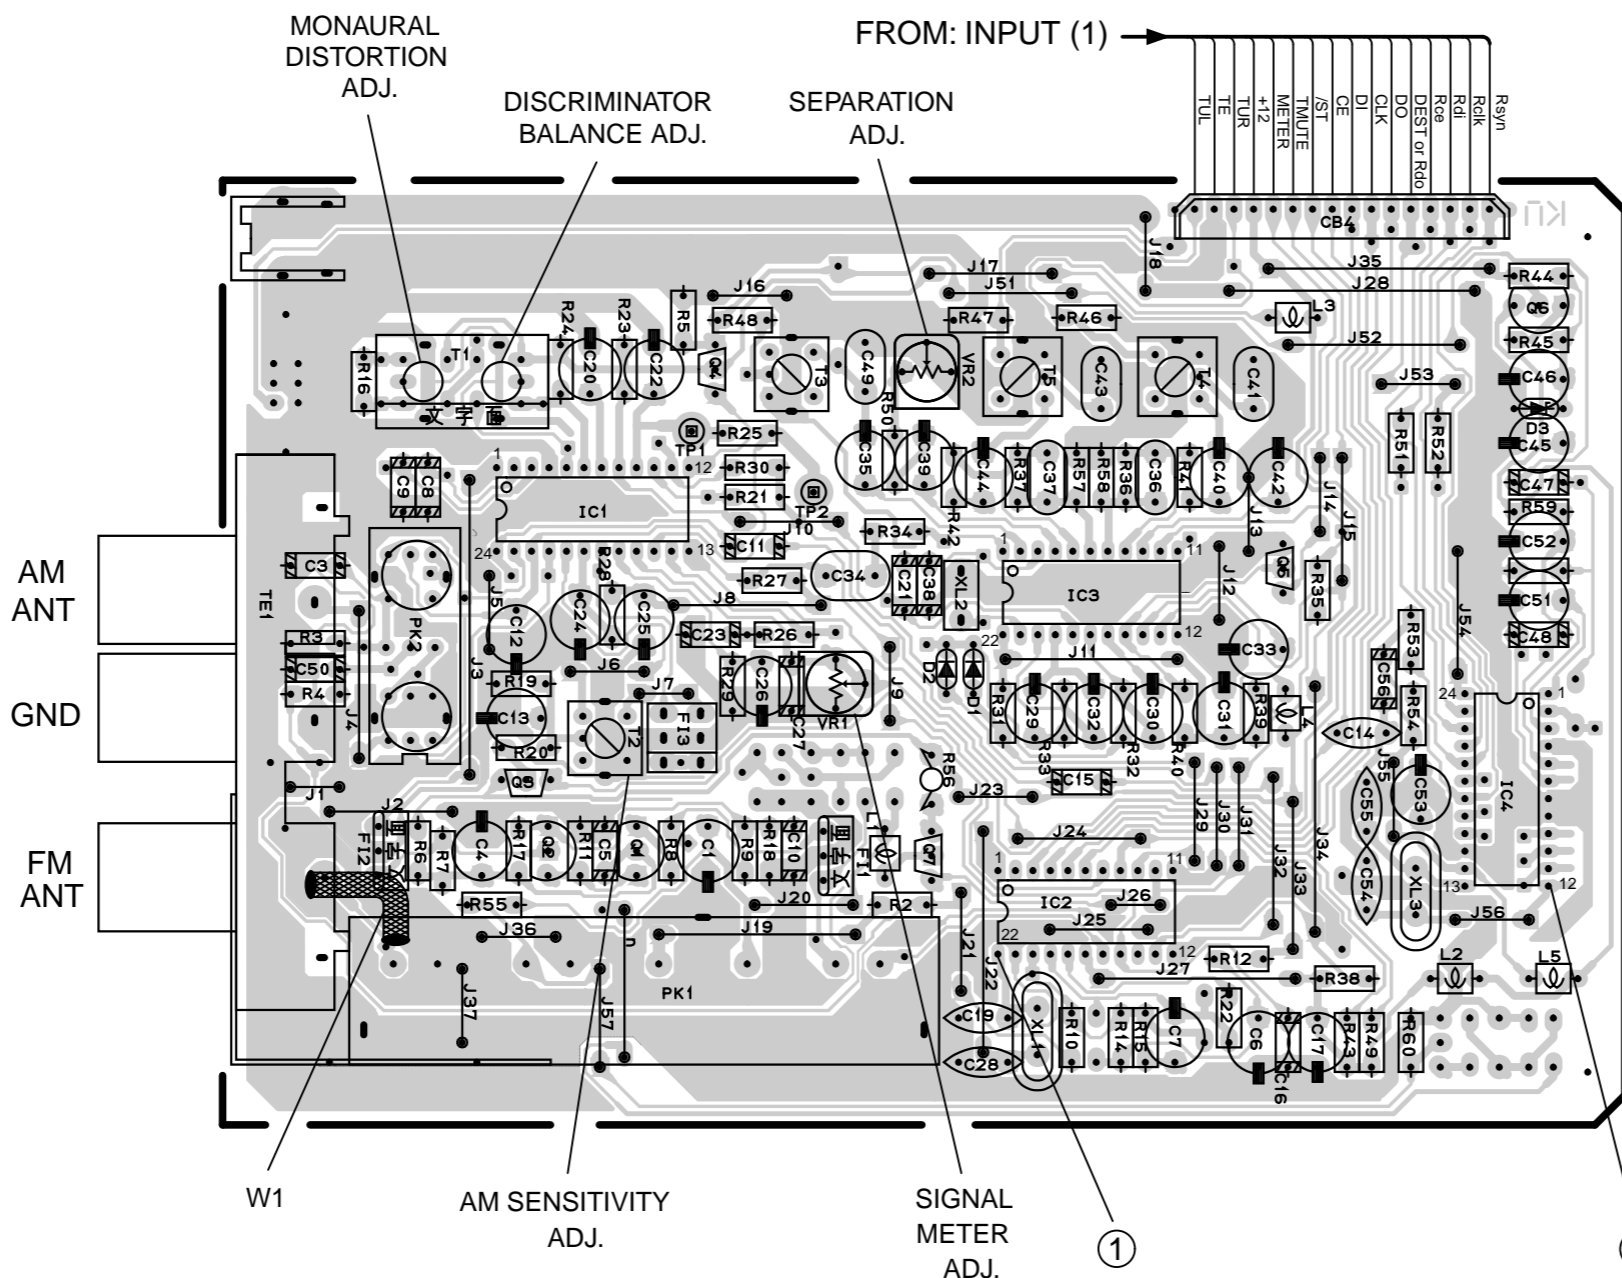 MONAURAL
DISTORTION
ADJ.
DISCRIMINATOR
BALANCE ADJ.
SEPARATION
ADJ.
FROM: INPUT (1)
TUL
TE
TUR
+12
METER
TMUTE
/ST
CE
DI
CLK
DO
DEST or Rdo
Rce
Rdi
Rclk
Rsyn
CB4
J18
J17
J35
J51
J28
J16
R44
Q6
R24
R23
R5
R48
R47
R46
L3
J52
R45
T1
R16
C20
C22
Q4
T3
C49
VR2
T5
C43
T4
C41
J53
C46
D3
文字面
TP1
R25
R50
C45
R51
R52
1
12
C9
C8
R30
R21
C35
C39
C44
R37
C37
R57
R58
R36
C36
R41
C40
C42
J14
J15
C47
R59
IC1
TP2
J10
R34
R42
J13
C52
24
13
C11
1
11
AM
ANT
C3
TE1
PK2
J5
R28
R27
C34
C21
C38
XL2
IC3
J12
Q5
R35
J54
C51
C12
C24
C25
J8
C23
R26
22
12
C33
R53
C48
R3
C50
R4
J4
J3
R19
J6
D2
D1
J11
C56
GND
C13
R20
T2
J7
FI3
R29
C26
C27
VR1
J9
R31
C29
R33
C32
R32
C30
R40
C31
R39
L4
C14
R54
24
1
Q3
R56
C15
J55
C53
IC4
J1
J2
J23
J29
J30
J31
J32
J33
J34
C55
FI2
R6
R7
C4
R17
Q2
R11
C5
Q1
R8
C1
R9
R18
C10
FI1
L1
Q7
J24
FM
ANT
1
11
C54
XL3
13
12
R55
J20
R2
IC2
J26
J25
J56
J36
J19
J21
J22
22
12
R12
L2
L5
PK1
J37
J57
J27
R38
C19
C28
XL1
R10
R14
R15
C7
R22
C6
C16
C17
R43
R49
R60
W1
AM SENSITIVITY
ADJ.
SIGNAL
METER
ADJ.
1